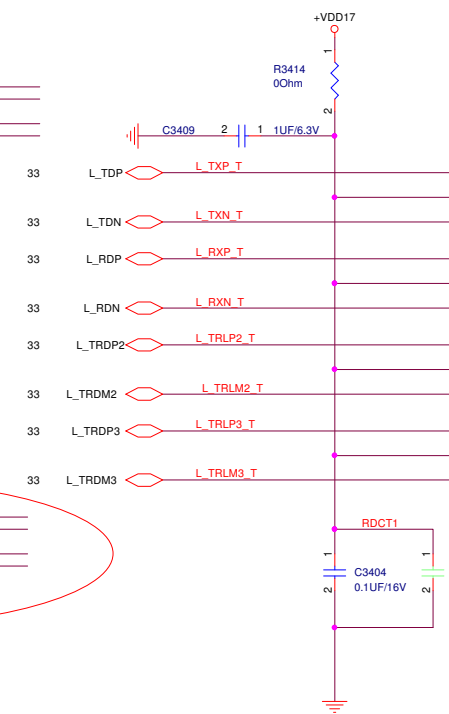 +VDD17
1
R3414
0Ohm
2
C3409 2 1 1UF/6.3V
33 L_TDP L_TXP_T
33 L_TDN L_TXN_T
33 L_RDP L_RXP_T
33 L_RDN L_RXN_T
33 L_TRDP2 L_TRLP2_T
33 L_TRDM2 L_TRLM2_T
33 L_TRDP3 L_TRLP3_T
33 L_TRDM3 L_TRLM3_T
RDCT1
1 1
C3404
0.1UF/16V
2 2